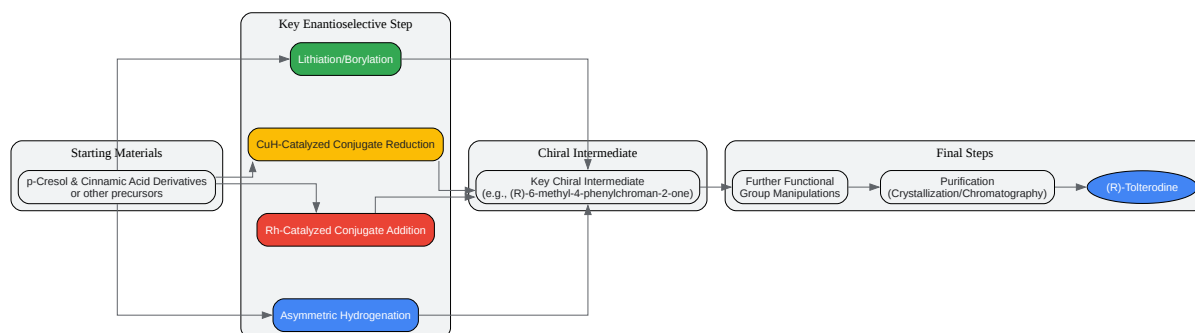 Key Enantioselective Step
Lithiation/Borylation
CuH-Catalyzed Conjugate Reduction
Starting Materials
p-Cresol & Cinnamic Acid Derivatives
or other precursors
Rh-Catalyzed Conjugate Addition
Asymmetric Hydrogenation
Chiral Intermediate
Key Chiral Intermediate
(e.g., (R)-6-methyl-4-phenylchroman-2-one)
Final Steps
Further Functional
Group Manipulations
Purification
(Crystallization/Chromatography)
(R)-Tolterodine